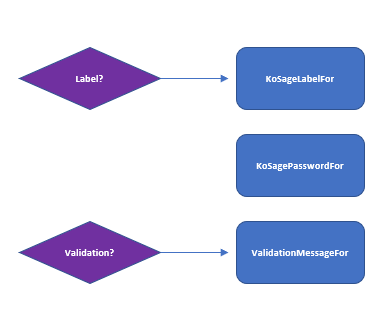 Label?
KoSageLabelFor
KoSagePasswordFor
Validation?
ValidationMessageFor